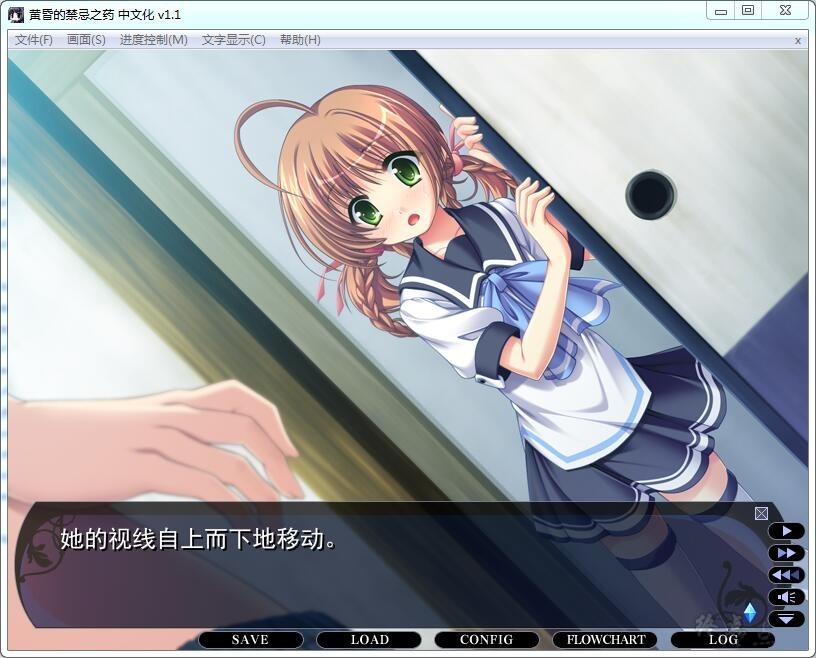 黄昏的禁忌之药 中文化 v1.1
文件(F) 画面(S) 进度控制(M) 文字显示(C) 帮助(H) x
她的视线自上而下地移动。
SAVE LOAD CONFIG FLOWCHART LOG